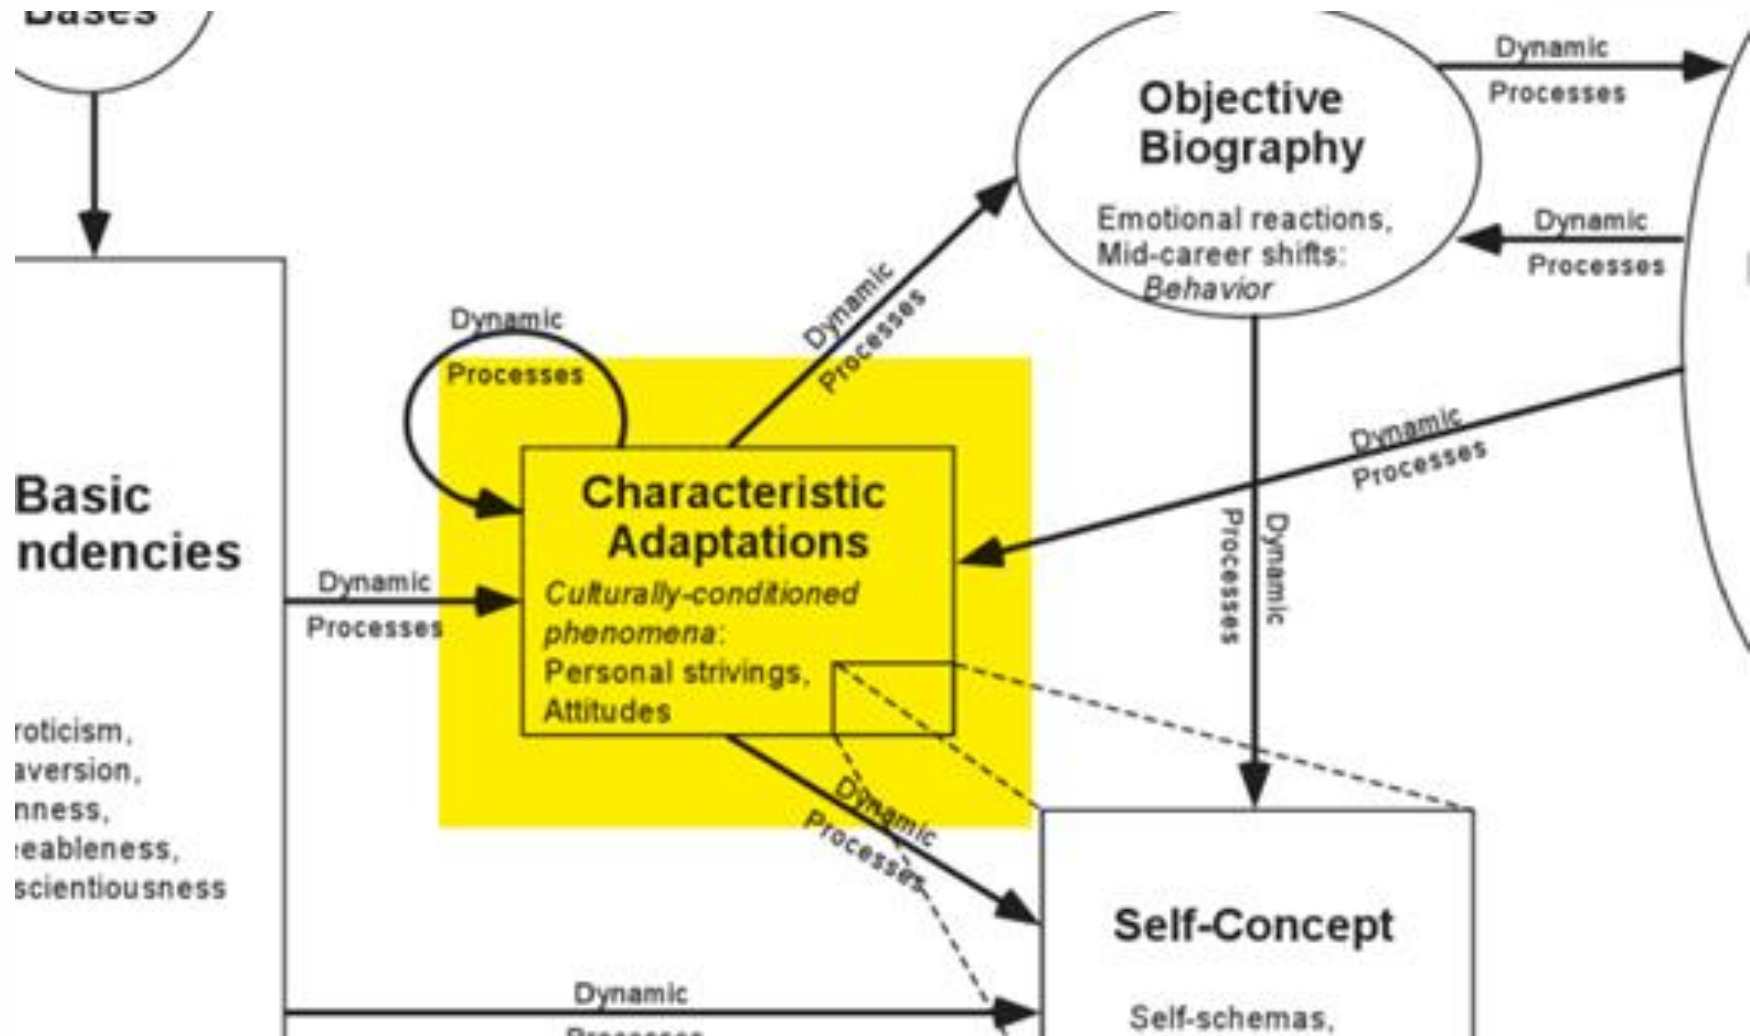 Bases
Dynamic
Processes
Objective
Biography
Emotional reactions,
Mid-career shifts:
Behavior
Dynamic
Processes
Dynamic
Processes
Dynamic
Processes
Dynamic
Processes
Basic
ndencies
Dynamic
Processes
Characteristic
Adaptations
Culturally-conditioned
phenomena:
Personal strivings,
Attitudes
Dynamic
Processes
roticism,
aversion,
nness,
eeableness,
scientiousness
Dynamic
Processes
Self-Concept
Self-schemas,
Dynamic
Processes